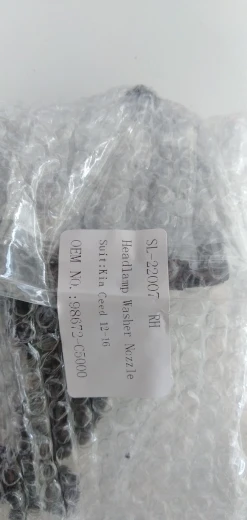 SL-22007 RH
Headlamp Washer Nozzle
Suit:Kia Ceed 12-16
OEM NO.:98672-C5000